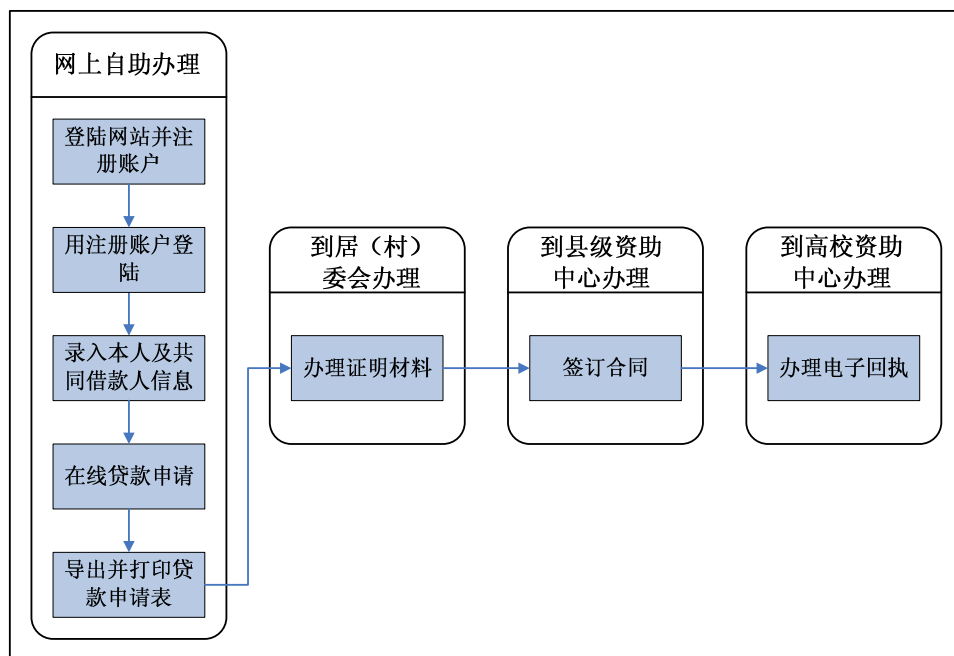 网上自助办理
登陆网站并注
册账户
用注册账户登
陆
录入本人及共
同借款人信息
在线贷款申请
导出并打印贷
款申请表
到居（村）
委会办理
办理证明材料
到县级资助
中心办理
签订合同
到高校资助
中心办理
办理电子回执